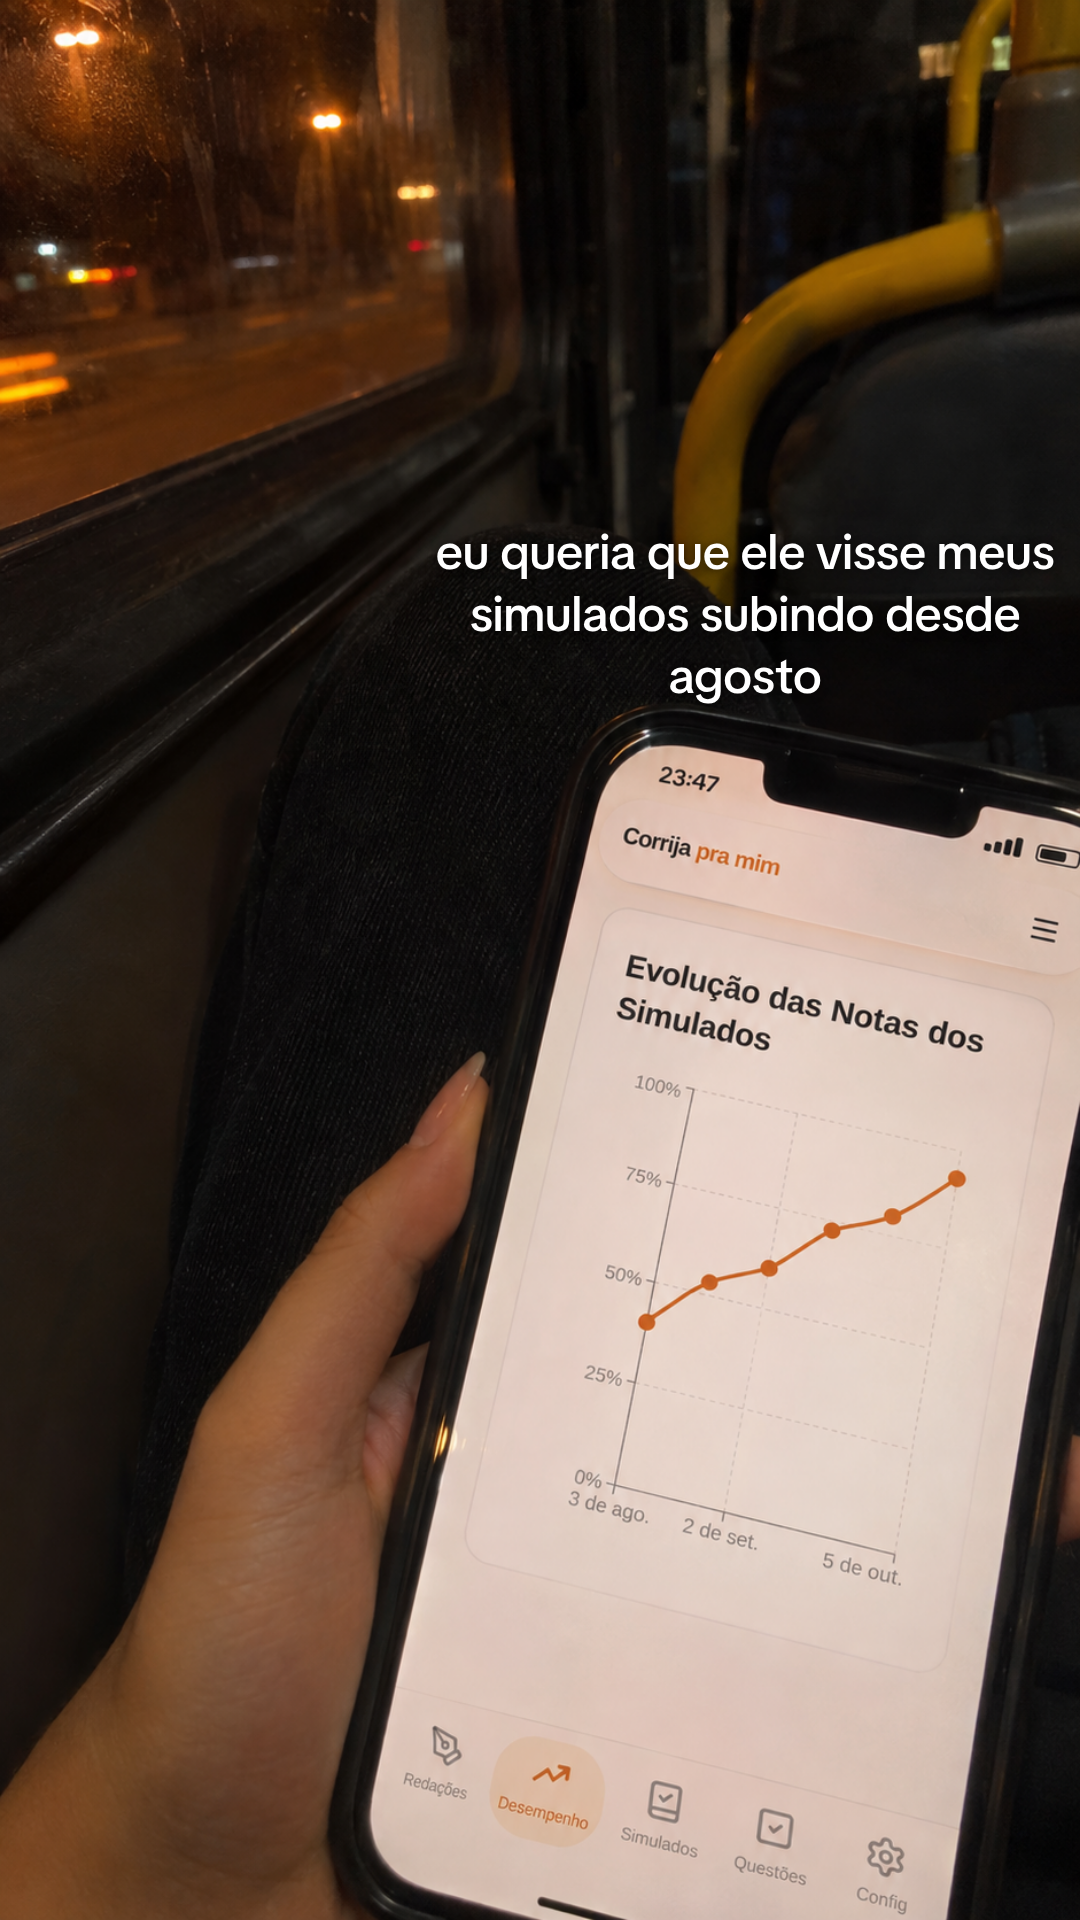 eu queria que ele visse meus
simulados subindo desde
agosto
23:47
Corrija pra mim
Evolução das Notas dos
Simulados
100%
75%
50%
25%
0%
3 de ago.
2 de set.
5 de out.
Redações
Desempenho
Simulados
Questões
Config